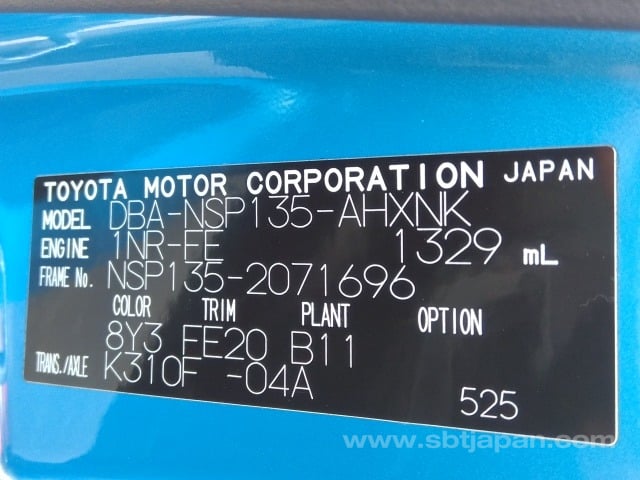 TOYOTA MOTOR CORPORATION JAPAN
MODEL DBA-NSP135-AHXNK
ENGINE 1NR-FE 1329 mL
FRAME No. NSP135-2071696
COLOR TRIM PLANT OPTION
8Y3 FE20 B11
TRANS./AXLE K310F -04A
525
www.sbtjapan.com